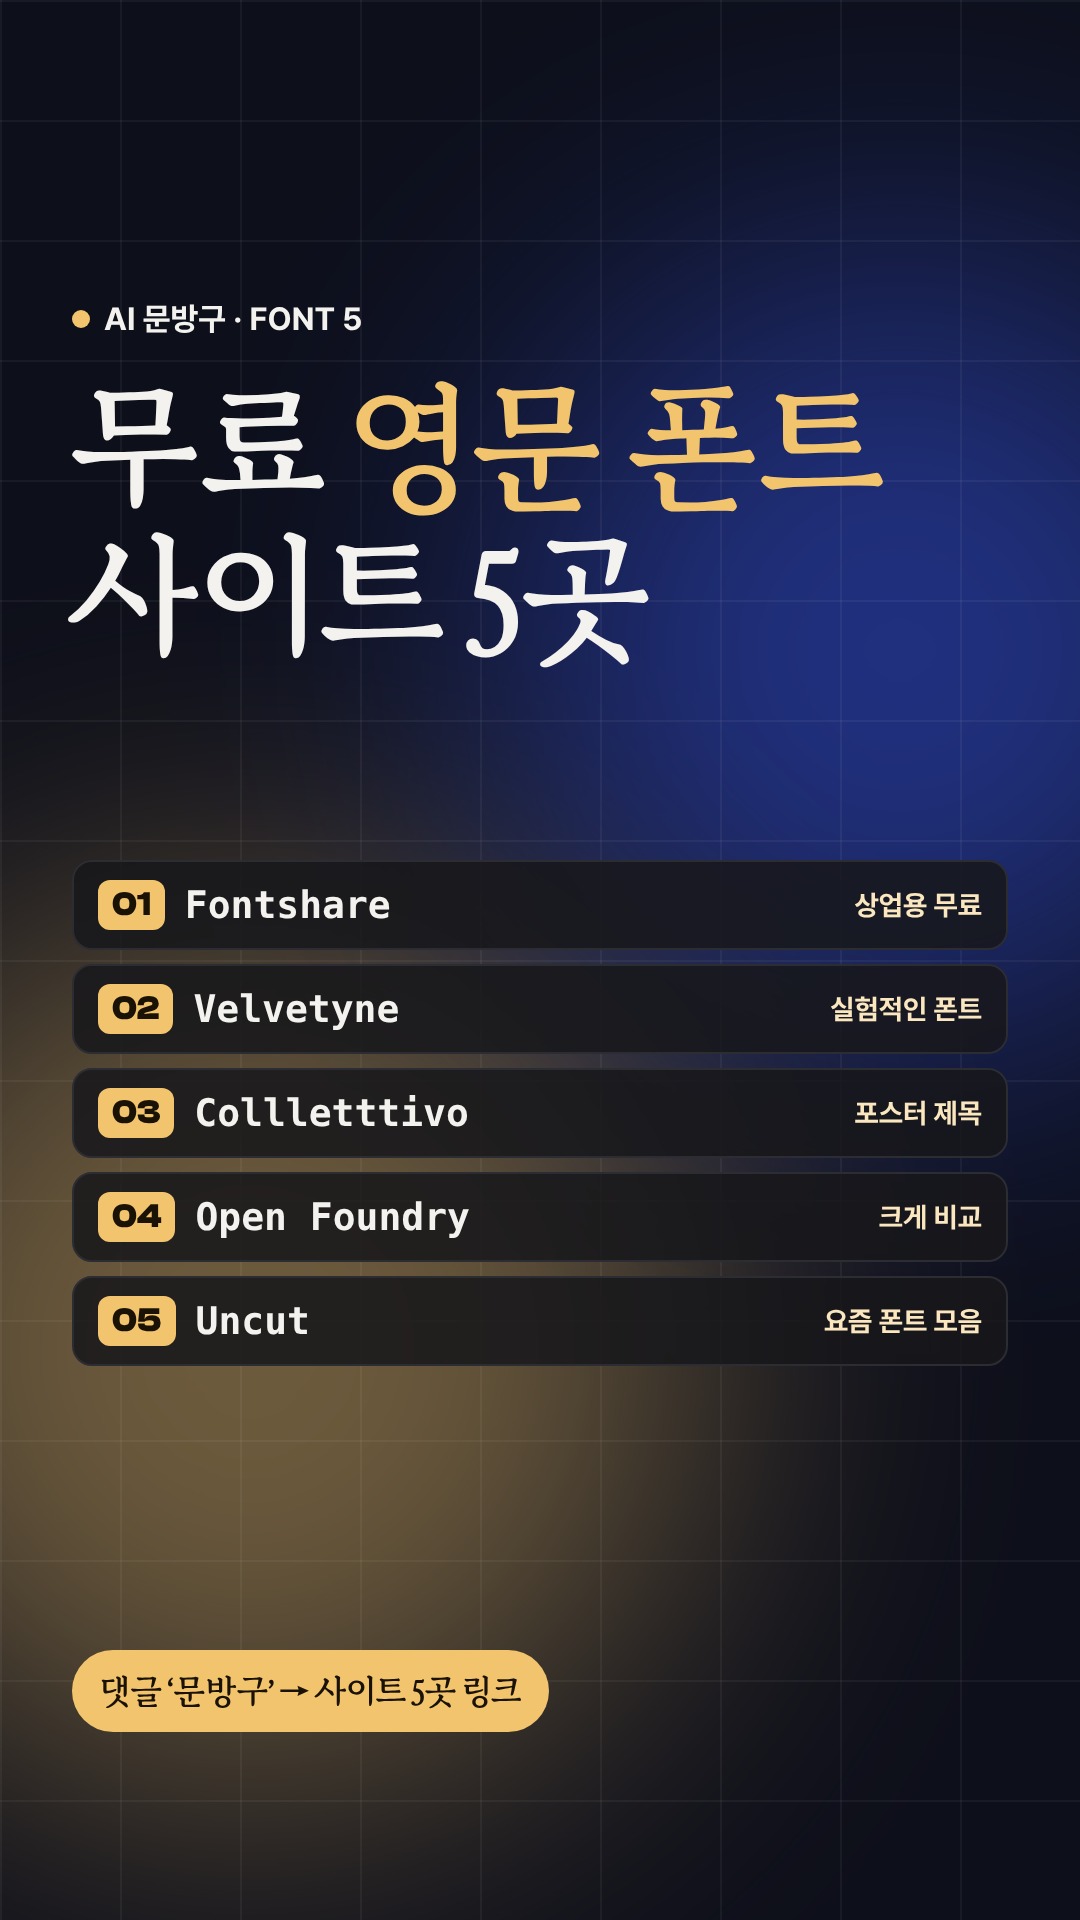 AI 문방구 · FONT 5
무료 영문 폰트
사이트 5곳
01 Fontshare 상업용 무료
02 Velvetyne 실험적인 폰트
03 Collletttivo 포스터 제목
04 Open Foundry 크게 비교
05 Uncut 요즘 폰트 모음
댓글 ‘문방구’ → 사이트 5곳 링크